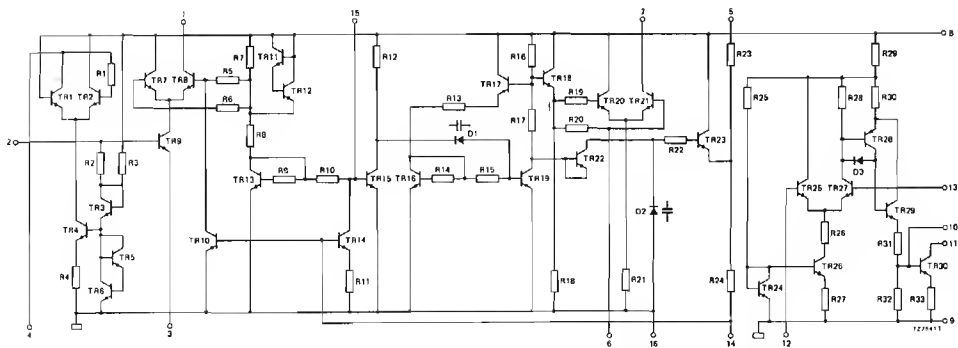 1 15 7 5
8
R1 R7 TR11 R12 R16 R23 R29
TR1 TR2 TR7 TR8 R5 TR12 TR17 TR18 R25 R28 R30
R6 R13 R19 TR20 TR21
R17 R20 TR28
2 R2 R3 TR9 R8 D1 TR22 R22 TR23 D3
TR3 TR13 R9 R10 TR15 TR16 R14 R15 TR19 TR25 TR27 13
TR4 TR5 TR10 TR14 D2 R26 TR29 10
R31 11
R4 TR6 R11 R18 R21 R24 TR24 TR26 TR30
R27 R32 R33
9
4 3 6 16 14 12